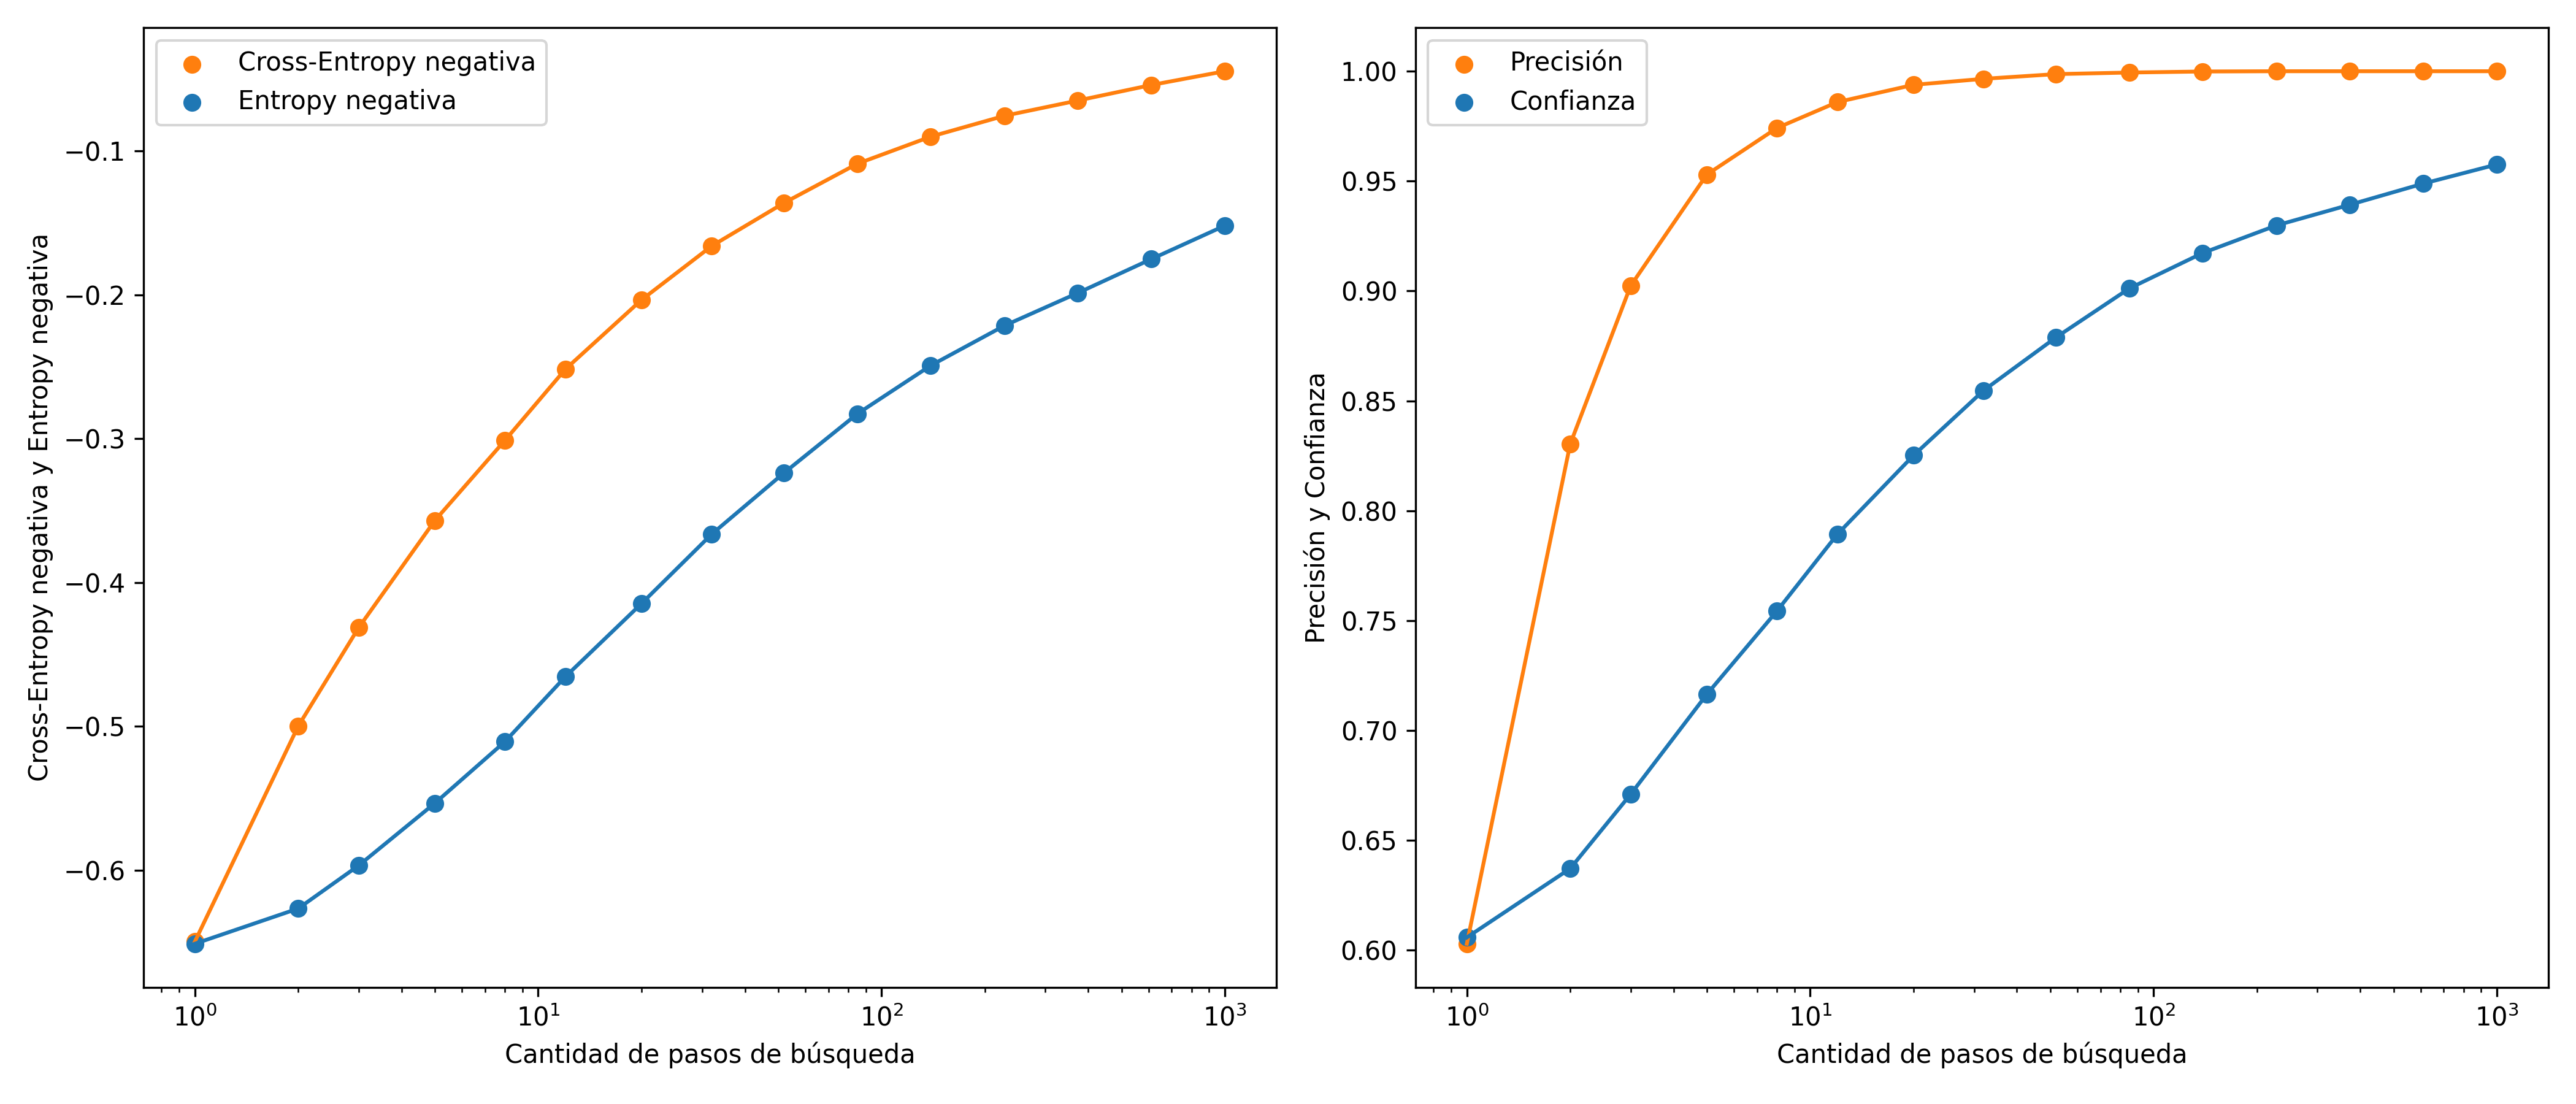 Cross-Entropy negativa
Entropy negativa
Cross-Entropy negativa y Entropy negativa
−0.1
−0.2
−0.3
−0.4
−0.5
−0.6
10⁰
10¹
10²
10³
Cantidad de pasos de búsqueda
Precisión
Confianza
Precisión y Confianza
1.00
0.95
0.90
0.85
0.80
0.75
0.70
0.65
0.60
10⁰
10¹
10²
10³
Cantidad de pasos de búsqueda